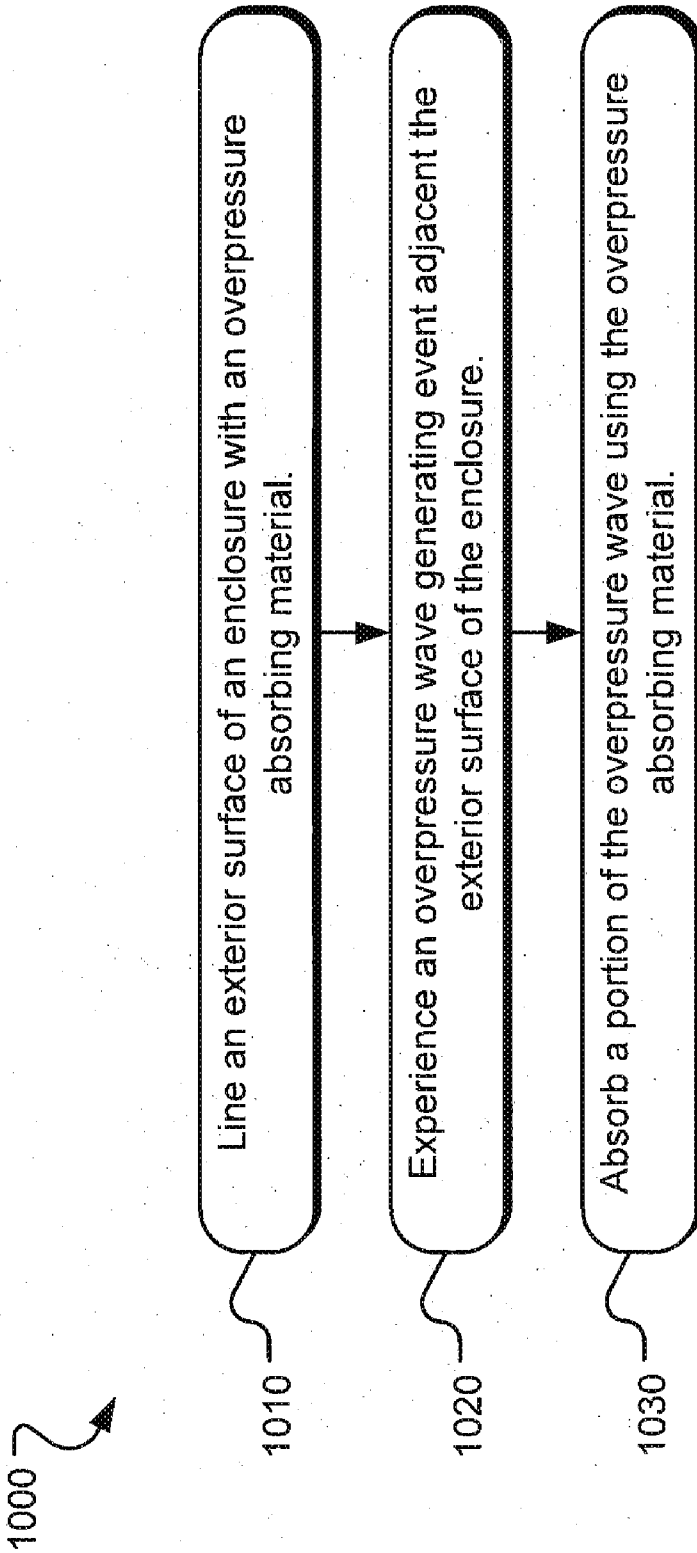 1000
1010
Line an exterior surface of an enclosure with an overpressure
absorbing material.
1020
Experience an overpressure wave generating event adjacent the
exterior surface of the enclosure.
1030
Absorb a portion of the overpressure wave using the overpressure
absorbing material.